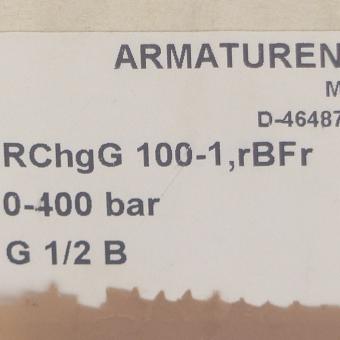 ARMATUREN
M
D-46487
RChgG 100-1,rBFr
0-400 bar
G 1/2 B